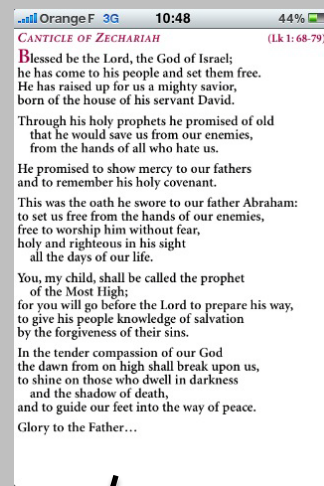 Orange F 3G 10:48 44%
CANTICLE OF ZECHARIAH (Lk 1: 68-79)
Blessed be the Lord, the God of Israel;
he has come to his people and set them free.
He has raised up for us a mighty savior,
born of the house of his servant David.
Through his holy prophets he promised of old
that he would save us from our enemies,
from the hands of all who hate us.
He promised to show mercy to our fathers
and to remember his holy covenant.
This was the oath he swore to our father Abraham:
to set us free from the hands of our enemies,
free to worship him without fear,
holy and righteous in his sight
all the days of our life.
You, my child, shall be called the prophet
of the Most High;
for you will go before the Lord to prepare his way,
to give his people knowledge of salvation
by the forgiveness of their sins.
In the tender compassion of our God
the dawn from on high shall break upon us,
to shine on those who dwell in darkness
and the shadow of death,
and to guide our feet into the way of peace.
Glory to the Father…